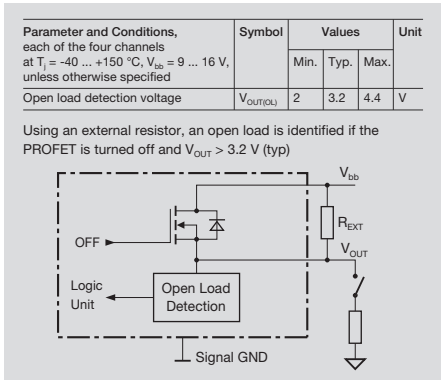 Parameter and Conditions, Symbol Values Unit
each of the four channels
at Tj = -40 ... +150 °C, Vbb = 9 ... 16 V, Min. Typ. Max.
unless otherwise specified
Open load detection voltage VOUT(OL) 2 3.2 4.4 V
Using an external resistor, an open load is identified if the
PROFET is turned off and VOUT > 3.2 V (typ)
Vbb
REXT
OFF
VOUT
Logic
Unit
Open Load
Detection
Signal GND